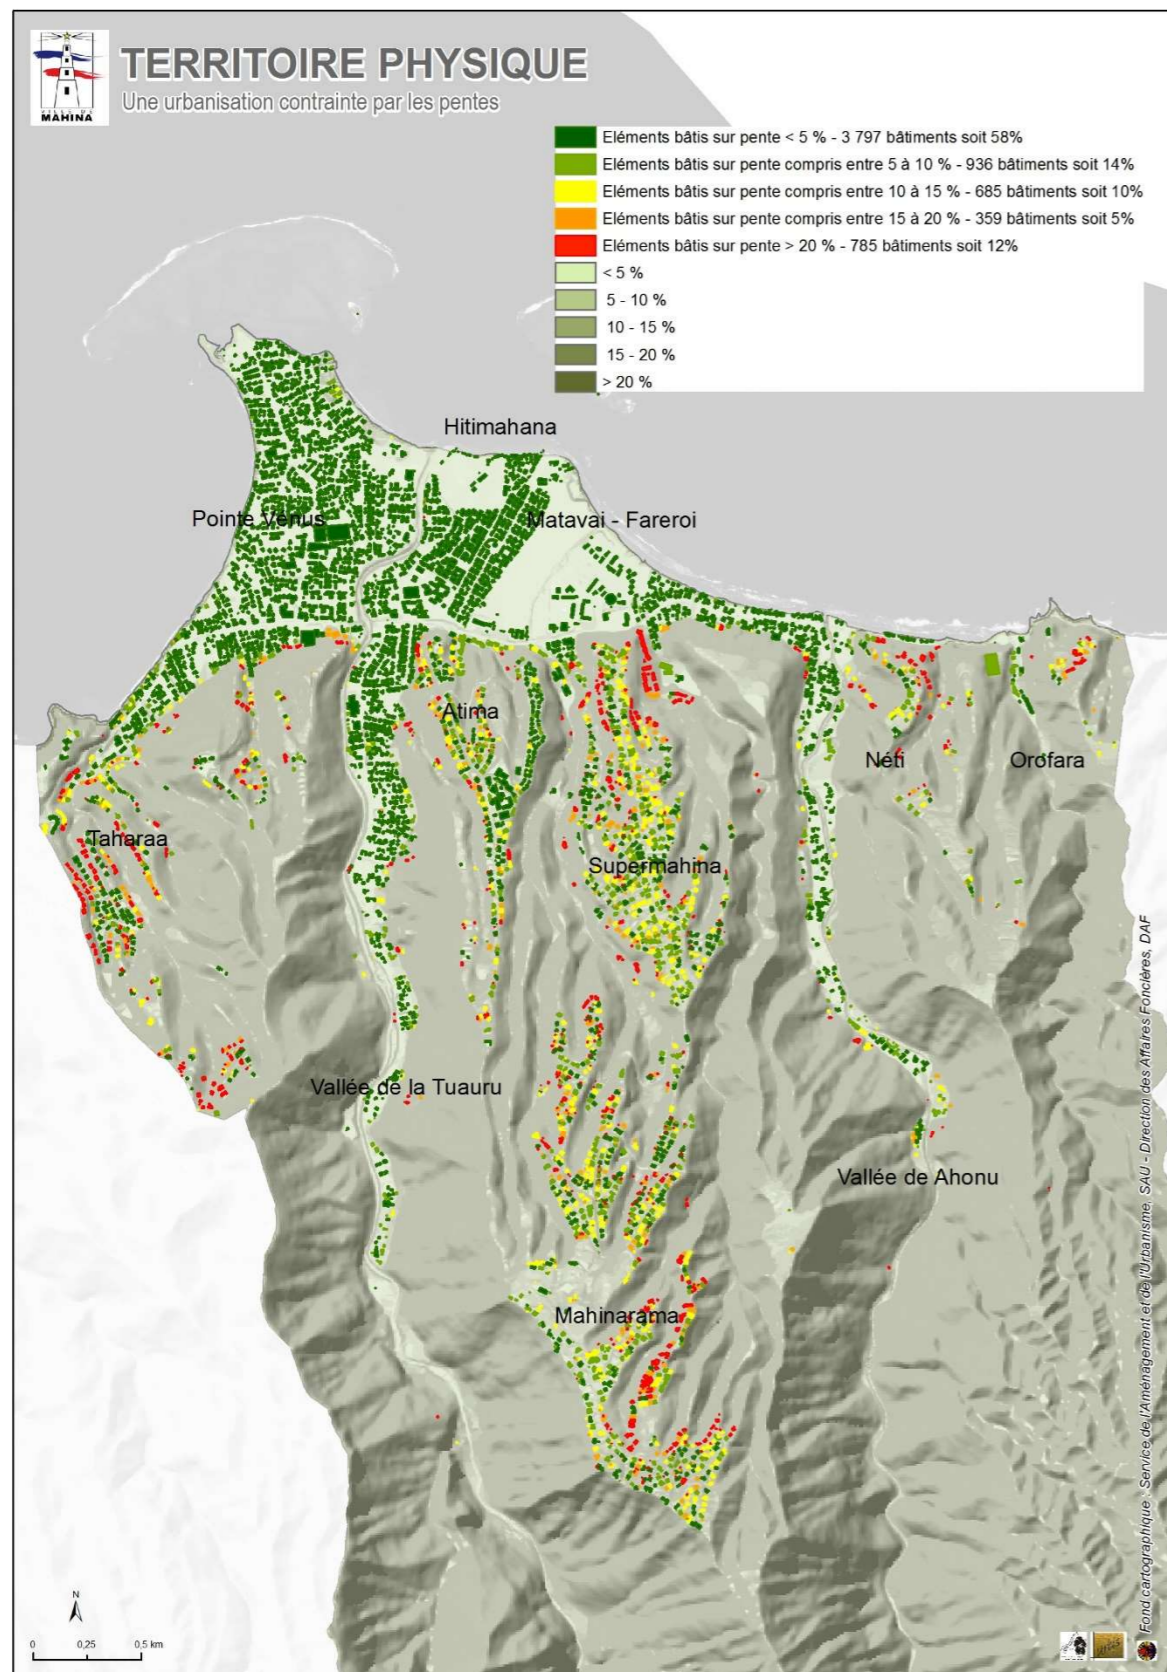 VILLE DE
MAHINA
TERRITOIRE PHYSIQUE
Une urbanisation contrainte par les pentes
Eléments bâtis sur pente < 5 % - 3 797 bâtiments soit 58%
Eléments bâtis sur pente compris entre 5 à 10 % - 936 bâtiments soit 14%
Eléments bâtis sur pente compris entre 10 à 15 % - 685 bâtiments soit 10%
Eléments bâtis sur pente compris entre 15 à 20 % - 359 bâtiments soit 5%
Eléments bâtis sur pente > 20 % - 785 bâtiments soit 12%
< 5 %
5 - 10 %
10 - 15 %
15 - 20 %
> 20 %
Hitimahana
Pointe Vénus
Matavai - Fareroi
Atima
Néti
Orofara
Taharaa
Supermahina
Vallée de la Tuauru
Vallée de Ahonu
Mahinarama
N
0 0,25 0,5 km
Fond cartographique : Service de l'Aménagement et de l'Urbanisme, SAU - Direction des Affaires Foncières, DAF